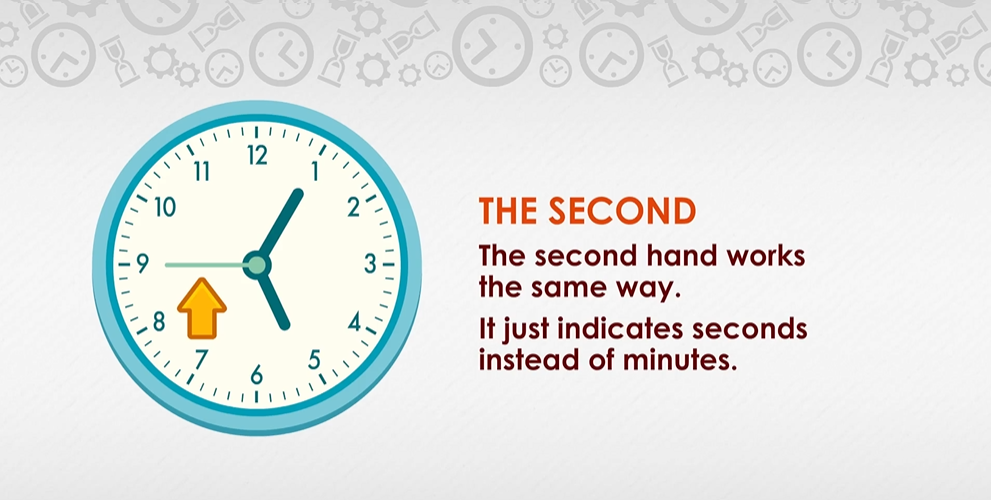 12
11
1
10
2
9
3
8
4
7
5
6
THE SECOND
The second hand works
the same way.
It just indicates seconds
instead of minutes.